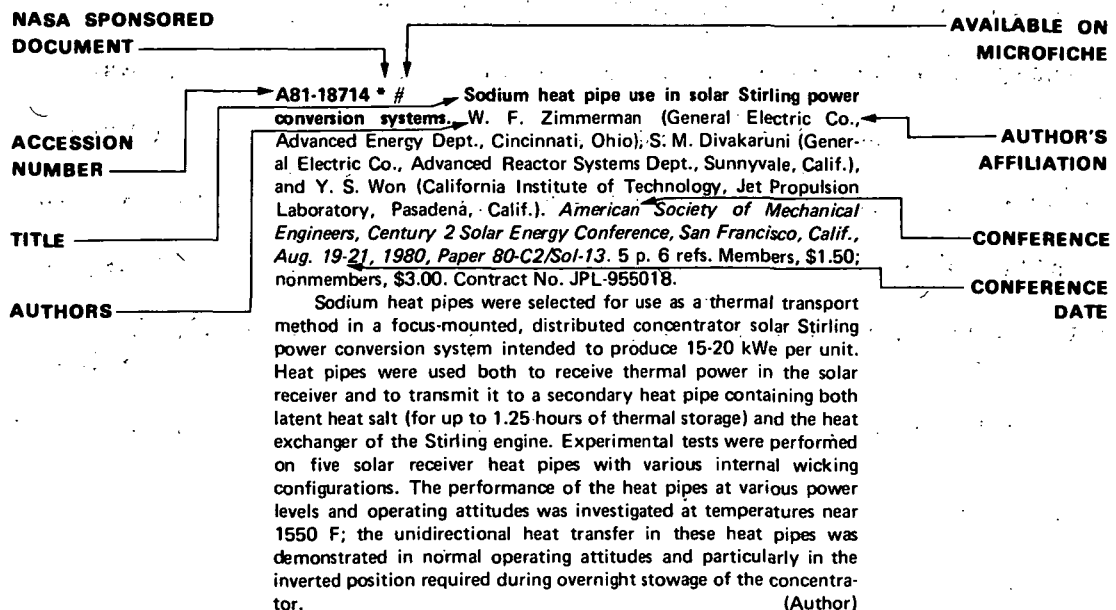 NASA SPONSORED
DOCUMENT
AVAILABLE ON
MICROFICHE
A81-18714 * # Sodium heat pipe use in solar Stirling power
conversion systems. W. F. Zimmerman (General Electric Co.,
Advanced Energy Dept., Cincinnati, Ohio), S. M. Divakaruni (Gener-
al Electric Co., Advanced Reactor Systems Dept., Sunnyvale, Calif.),
and Y. S. Won (California Institute of Technology, Jet Propulsion
Laboratory, Pasadena, Calif.). American Society of Mechanical
Engineers, Century 2 Solar Energy Conference, San Francisco, Calif.,
Aug. 19-21, 1980, Paper 80-C2/Sol-13. 5 p. 6 refs. Members, $1.50;
nonmembers, $3.00. Contract No. JPL-955018.
ACCESSION
NUMBER
AUTHOR'S
AFFILIATION
TITLE
CONFERENCE
AUTHORS
CONFERENCE
DATE
Sodium heat pipes were selected for use as a thermal transport
method in a focus-mounted, distributed concentrator solar Stirling
power conversion system intended to produce 15-20 kWe per unit.
Heat pipes were used both to receive thermal power in the solar
receiver and to transmit it to a secondary heat pipe containing both
latent heat salt (for up to 1.25 hours of thermal storage) and the heat
exchanger of the Stirling engine. Experimental tests were performed
on five solar receiver heat pipes with various internal wicking
configurations. The performance of the heat pipes at various power
levels and operating attitudes was investigated at temperatures near
1550 F; the unidirectional heat transfer in these heat pipes was
demonstrated in normal operating attitudes and particularly in the
inverted position required during overnight stowage of the concentra-
tor. (Author)